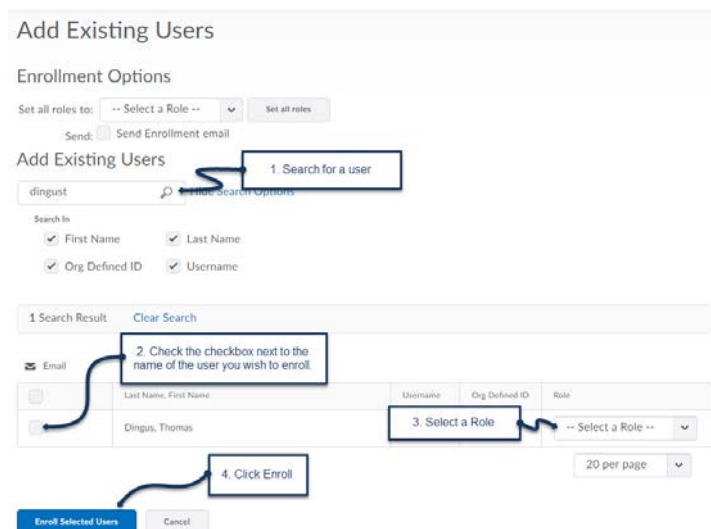 Add Existing Users
Enrollment Options
Set all roles to: -- Select a Role -- Set all roles
Send: Send Enrollment email
Add Existing Users
1. Search for a user
dingust Hide Search Options
Search In
First Name Last Name
Org Defined ID Username
1 Search Result Clear Search
2. Check the checkbox next to the
name of the user you wish to enroll.
Email
Last Name, First Name Username Org Defined ID Role
Dingus, Thomas 3. Select a Role -- Select a Role --
20 per page
4. Click Enroll
Enroll Selected Users Cancel